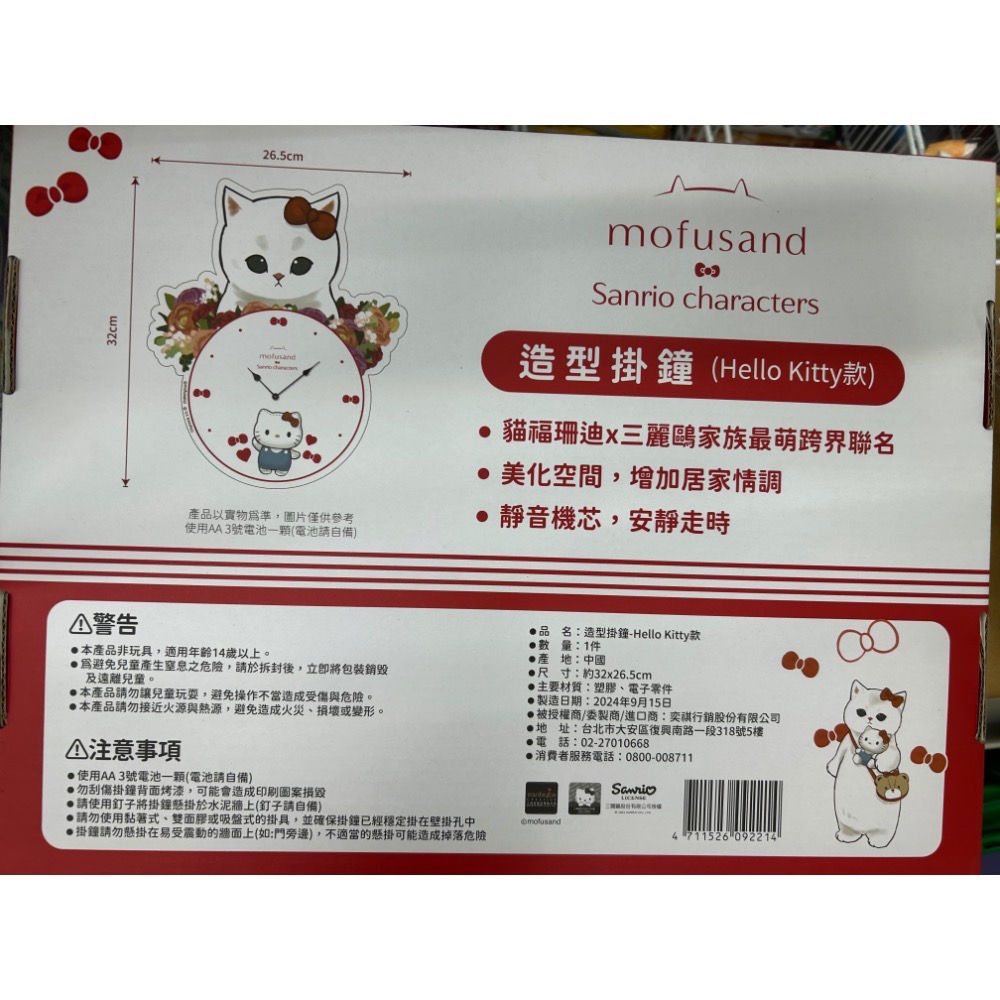 26.5cm
32cm
mofusand
Sanrio characters
產品以實物為準，圖片僅供參考
使用AA 3號電池一顆(電池請自備)
mofusand
Sanrio characters
造型掛鐘 (Hello Kitty款)
• 貓福珊迪x三麗鷗家族最萌跨界聯名
• 美化空間，增加居家情調
• 靜音機芯，安靜走時
⚠警告
•本產品非玩具，適用年齡14歲以上。
•為避免兒童產生窒息之危險，請於拆封後，立即將包裝銷毀
及遠離兒童。
•本產品請勿讓兒童玩耍，避免操作不當造成受傷與危險。
•本產品請勿接近火源與熱源，避免造成火災、損壞或變形。
⚠注意事項
•使用AA 3號電池一顆(電池請自備)
•勿刮傷掛鐘背面烤漆，可能會造成印刷圖案損毀
•請使用釘子將掛鐘懸掛於水泥牆上(釘子請自備)
•請勿使用黏著式、雙面膠或吸盤式的掛具，並確保掛鐘已經穩定掛在壁掛孔中
•掛鐘請勿懸掛在易受震動的牆面上(如:門旁邊)，不適當的懸掛可能造成掉落危險
•品 名：造型掛鐘-Hello Kitty款
•數 量：1件
•產 地：中國
•尺 寸：約32x26.5cm
•主要材質：塑膠、電子零件
•製造日期：2024年9月15日
•被授權商/委製商/進口商：奕祺行銷股份有限公司
•地 址：台北市大安區復興南路一段318號5樓
•電 話：02-27010668
•消費者服務電話：0800-008711
©mofusand
Sanrio
LICENSE
三麗鷗股份有限公司授權
4 711526 092214